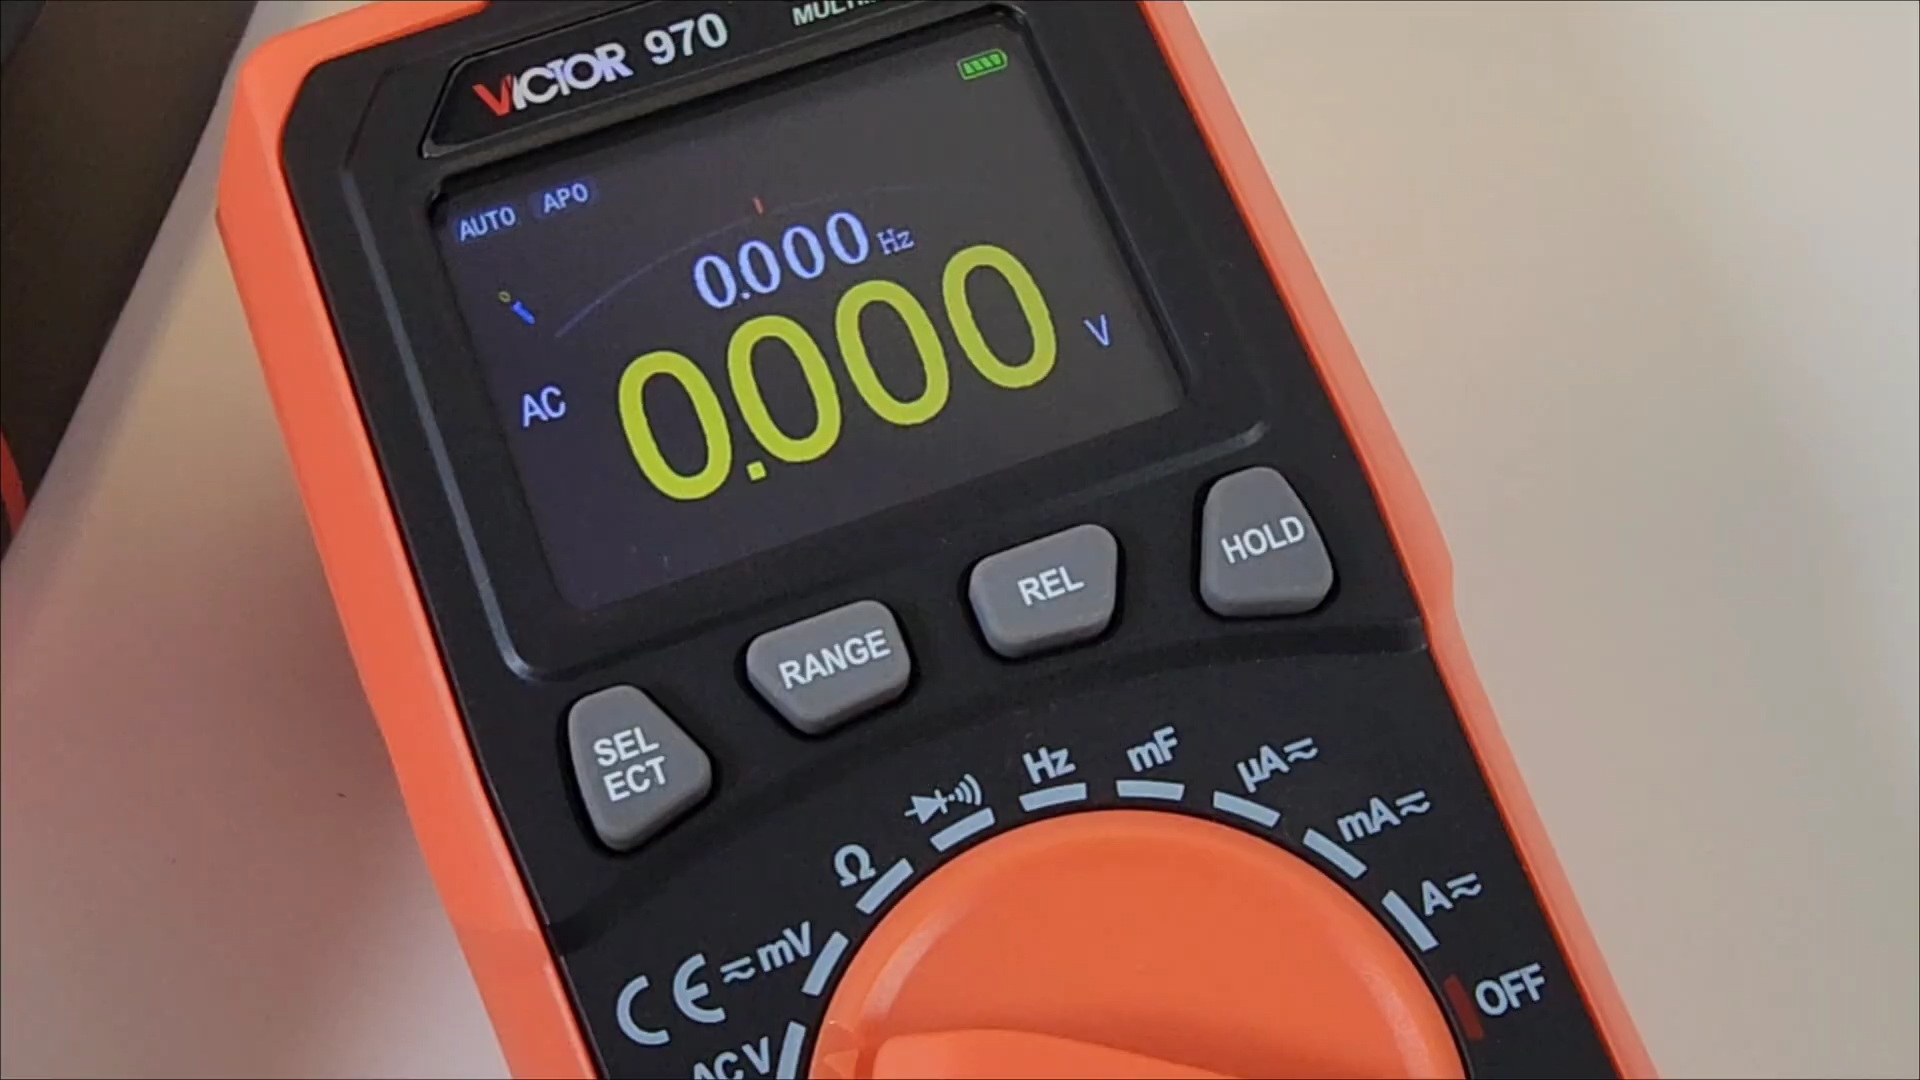 VICTOR 970
AUTO APO
0.000 Hz
AC 0.000 V
HOLD
REL
RANGE
SEL
ECT
Hz mF µA≂
Ω mA≂
A≂
CE ≂mV
OFF
ACV